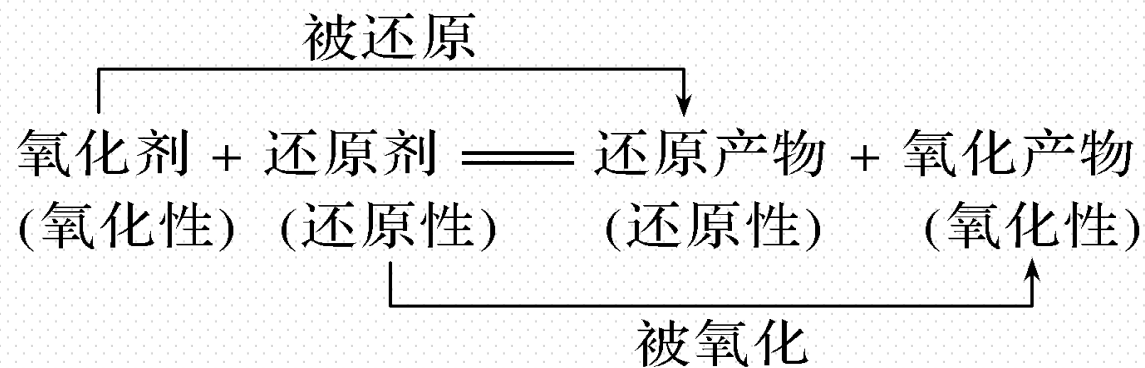 被还原
氧化剂 + 还原剂 == 还原产物 + 氧化产物
(氧化性) (还原性) (还原性) (氧化性)
被氧化